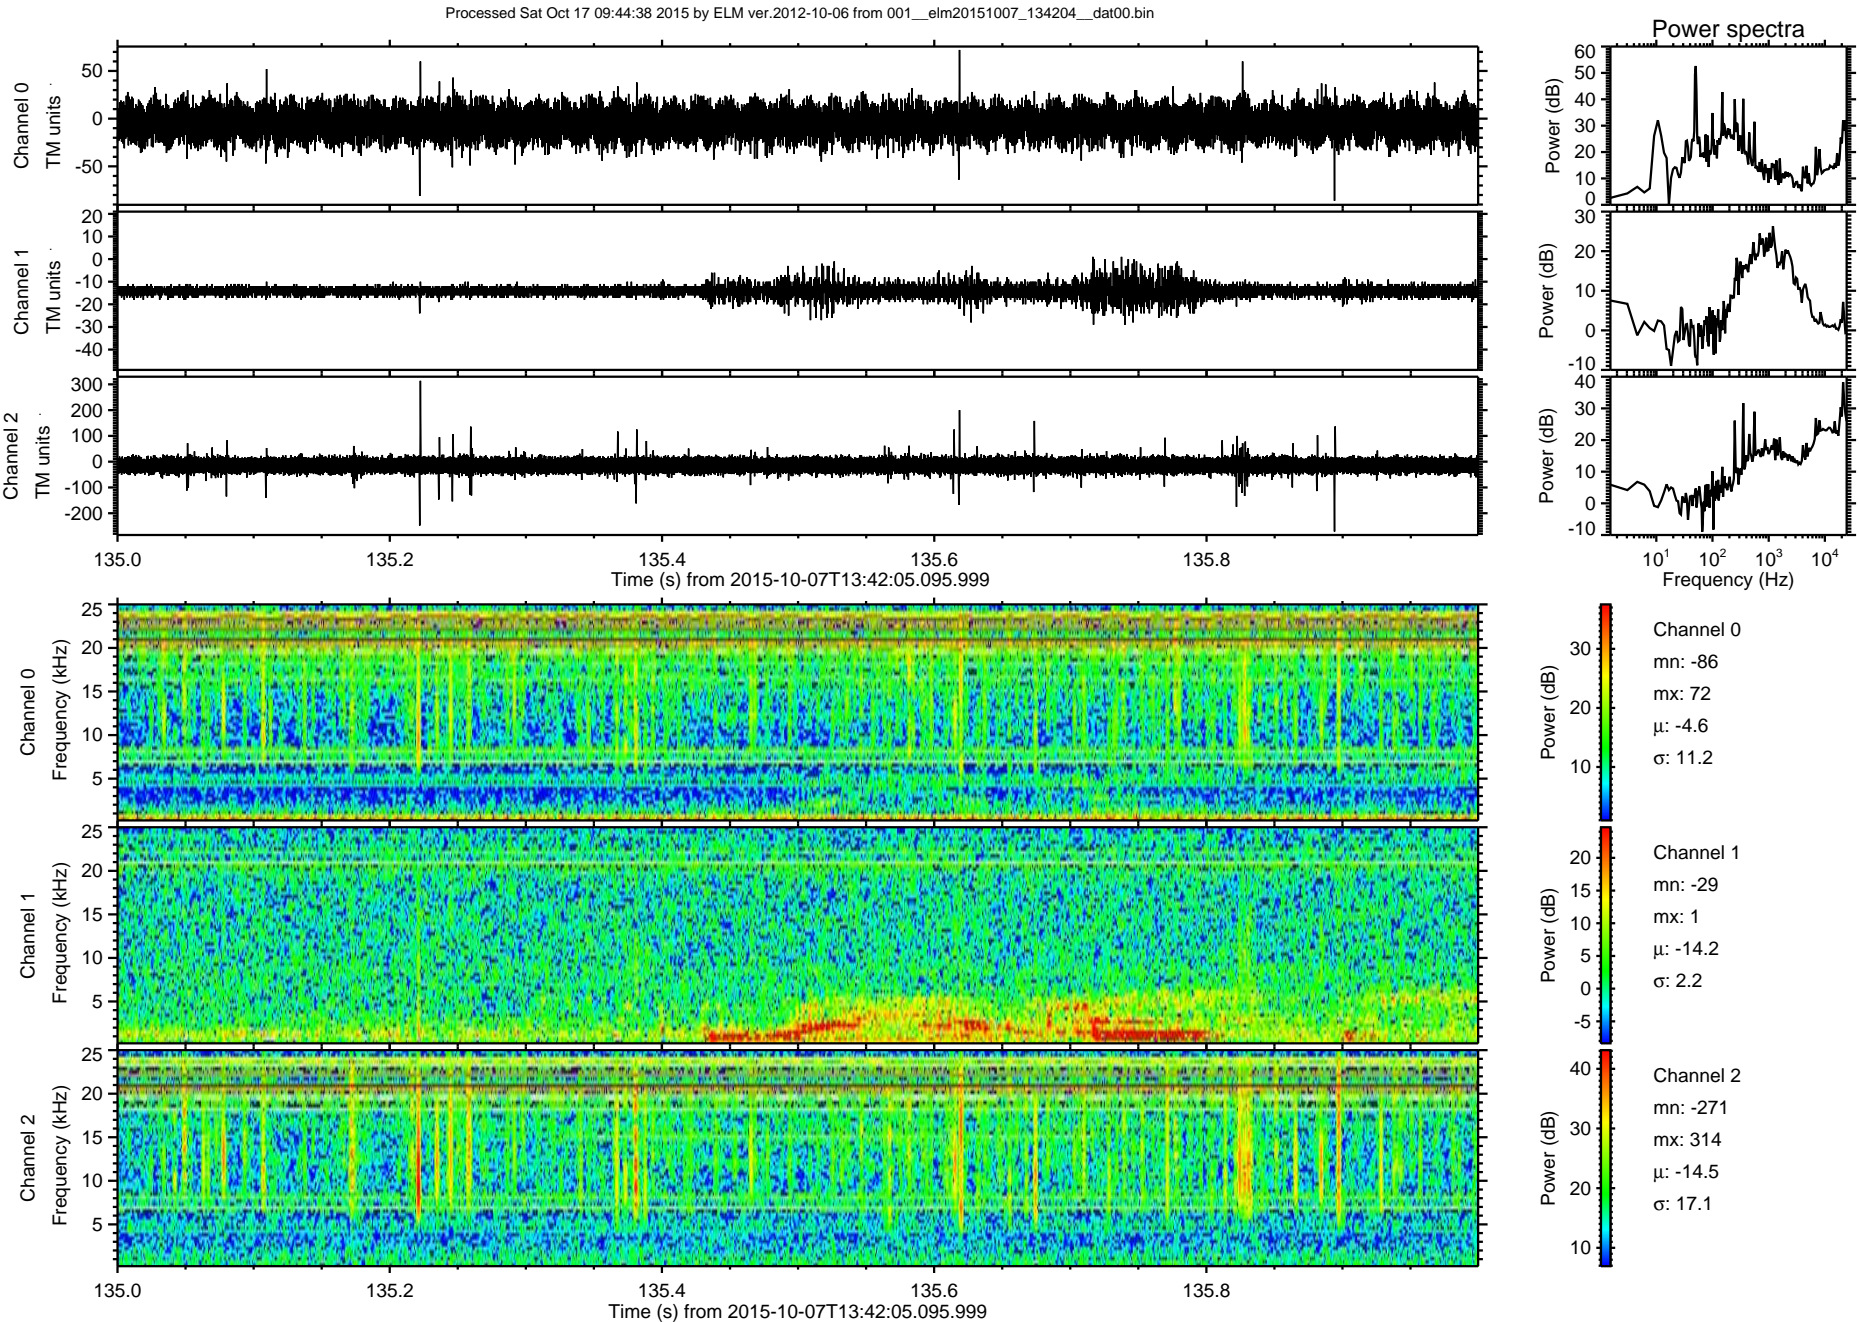 Processed Sat Oct 17 09:44:38 2015 by ELM ver.2012-10-06 from 001__elm20151007_134204__dat00.bin
Power spectra
Channel 0
TM units
50
0
-50
Power (dB)
60
50
40
30
20
10
0
Channel 1
TM units
20
10
0
-10
-20
-30
-40
Power (dB)
30
20
10
0
-10
Channel 2
TM units
300
200
100
0
-100
-200
Power (dB)
40
30
20
10
0
-10
135.0 135.2 135.4 135.6 135.8
Time (s) from 2015-10-07T13:42:05.095.999
10¹ 10² 10³ 10⁴
Frequency (Hz)
Channel 0
Frequency (kHz)
25
20
15
10
5
Power (dB)
30
20
10
Channel 0
mn: -86
mx: 72
μ: -4.6
σ: 11.2
Channel 1
Frequency (kHz)
25
20
15
10
5
Power (dB)
20
15
10
5
0
-5
Channel 1
mn: -29
mx: 1
μ: -14.2
σ: 2.2
Channel 2
Frequency (kHz)
25
20
15
10
5
Power (dB)
40
30
20
10
Channel 2
mn: -271
mx: 314
μ: -14.5
σ: 17.1
135.0 135.2 135.4 135.6 135.8
Time (s) from 2015-10-07T13:42:05.095.999